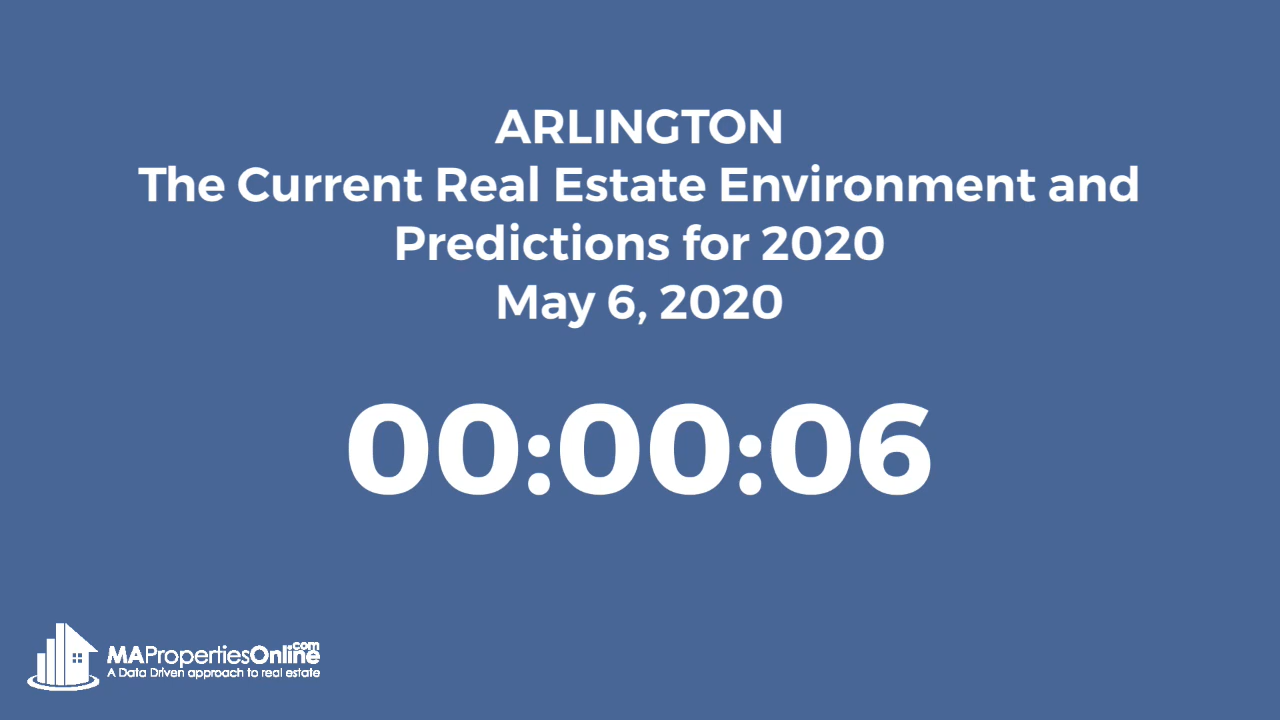 ARLINGTON
The Current Real Estate Environment and
Predictions for 2020
May 6, 2020
00:00:06
MAPropertiesOnline.com
A Data Driven approach to real estate